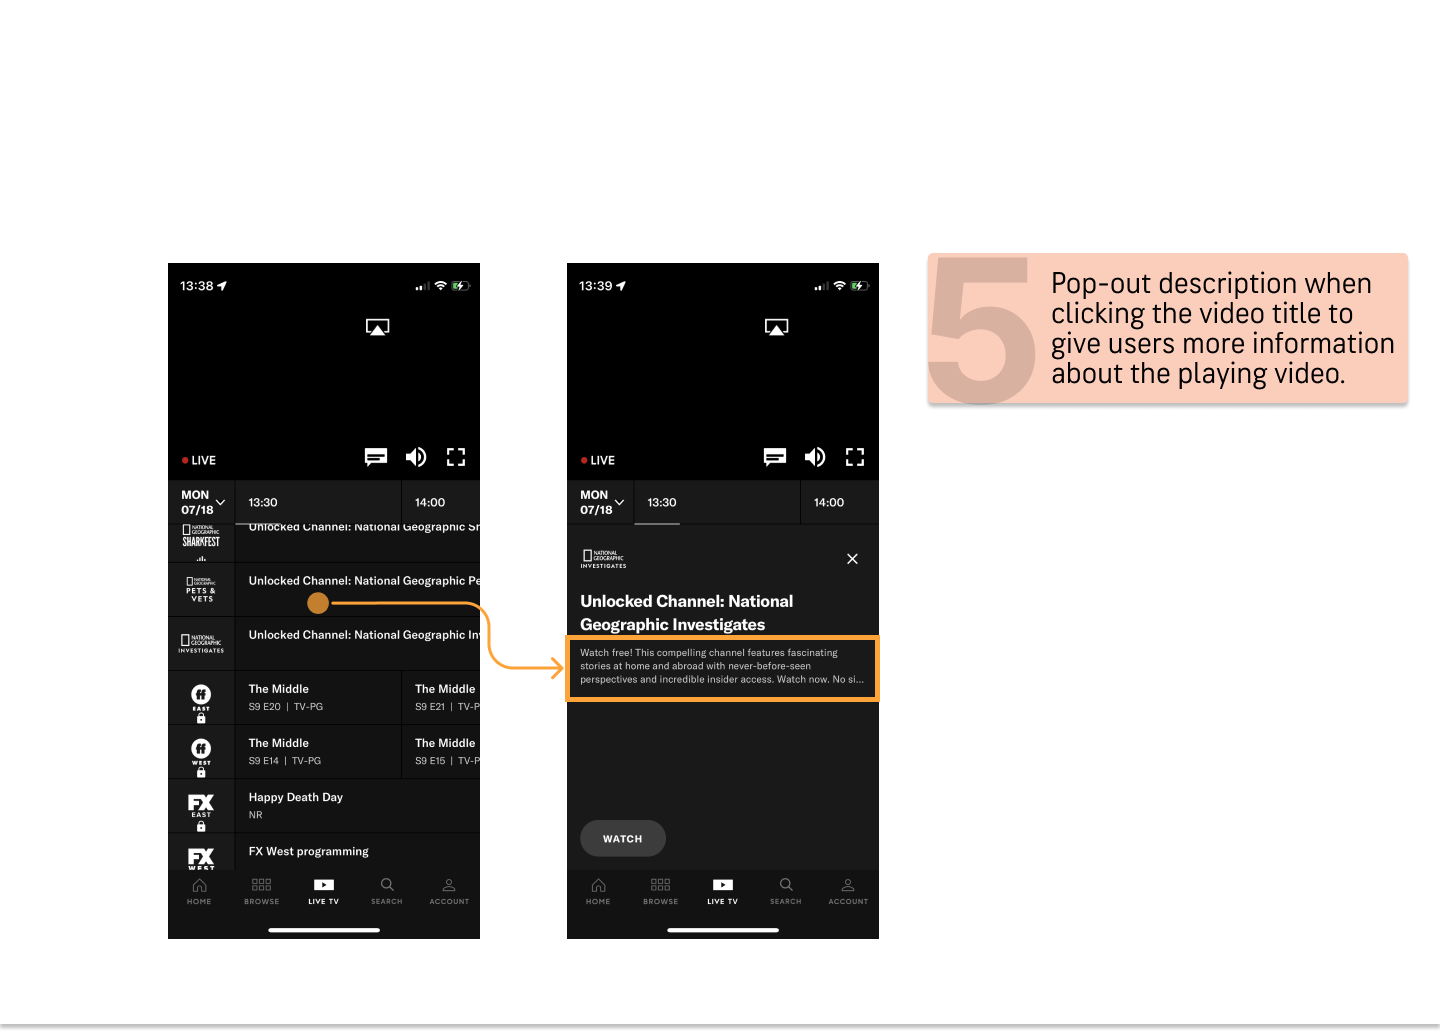 13:38
LIVE
MON
07/18
13:30
14:00
NATIONAL
GEOGRAPHIC
SHARKFEST
Unlocked Channel: National Geographic Sh
NATIONAL
GEOGRAPHIC
PETS &
VETS
Unlocked Channel: National Geographic Pe
NATIONAL
GEOGRAPHIC
INVESTIGATES
Unlocked Channel: National Geographic Inv
ff
EAST
The Middle
S9 E20 | TV-PG
The Middle
S9 E21 | TV-P
ff
WEST
The Middle
S9 E14 | TV-PG
The Middle
S9 E15 | TV-P
FX
EAST
Happy Death Day
NR
FX
WEST
FX West programming
HOME
BROWSE
LIVE TV
SEARCH
ACCOUNT
13:39
LIVE
MON
07/18
13:30
14:00
NATIONAL
GEOGRAPHIC
INVESTIGATES
Unlocked Channel: National
Geographic Investigates
Watch free! This compelling channel features fascinating
stories at home and abroad with never-before-seen
perspectives and incredible insider access. Watch now. No si...
WATCH
HOME
BROWSE
LIVE TV
SEARCH
ACCOUNT
5
Pop-out description when
clicking the video title to
give users more information
about the playing video.